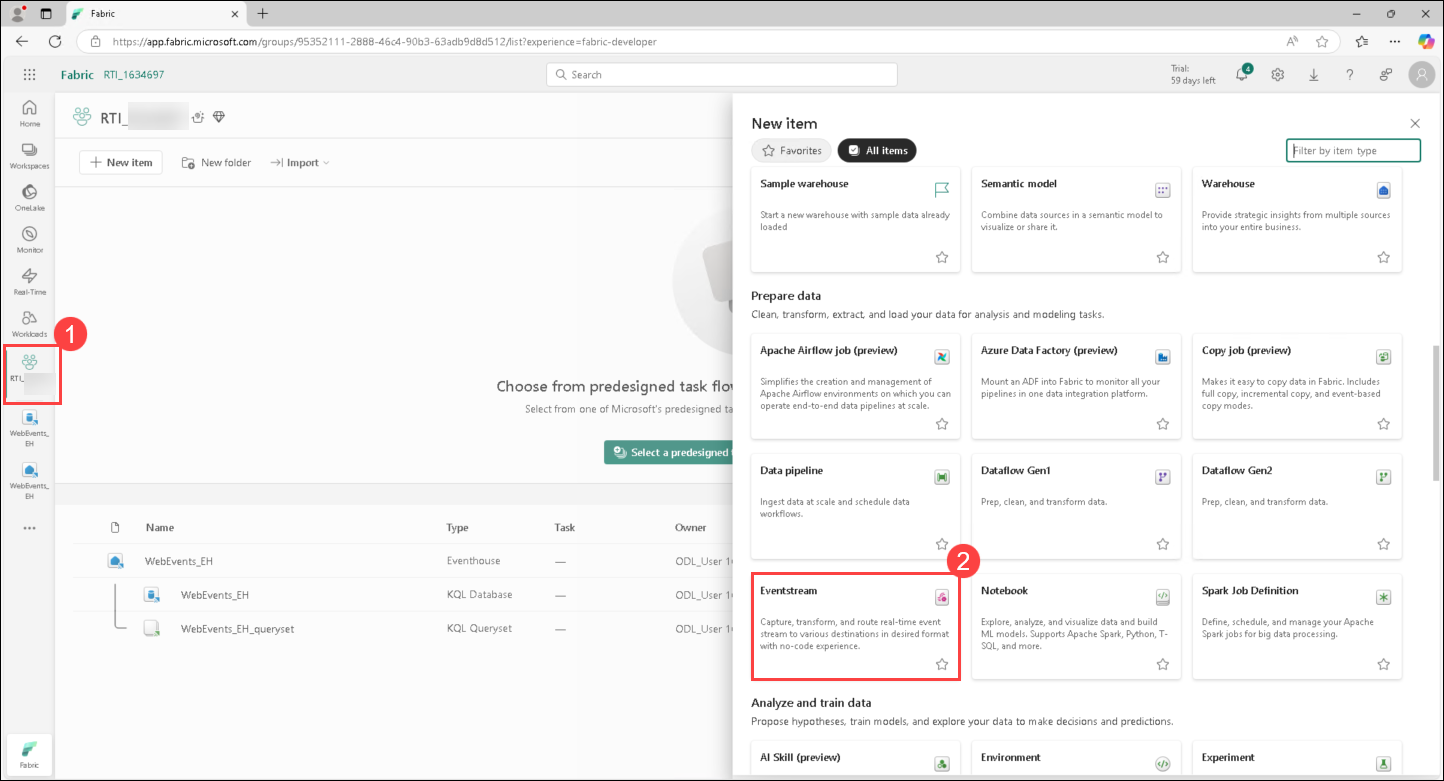 Fabric
https://app.fabric.microsoft.com/groups/95352111-2888-46c4-90b3-63adb9d8d512/list?experience=fabric-developer
Fabric RTI_1634697
Search
Trial:
59 days left
4
Home
Workspaces
OneLake
Monitor
Real-Time
Workloads
1
RTI_
WebEvents_
EH
WebEvents_
EH
Fabric
RTI_
New item
New folder
Import
Choose from predesigned task flow
Select from one of Microsoft's predesigned ta
Select a predesigned t
Name Type Task Owner
WebEvents_EH Eventhouse — ODL_User 16
WebEvents_EH KQL Database — ODL_User 16
WebEvents_EH_queryset KQL Queryset — ODL_User 16
New item
Favorites
All items
Filter by item type
Sample warehouse
Start a new warehouse with sample data already
loaded
Semantic model
Combine data sources in a semantic model to
visualize or share it.
Warehouse
Provide strategic insights from multiple sources
into your entire business.
Prepare data
Clean, transform, extract, and load your data for analysis and modeling tasks.
Apache Airflow job (preview)
Simplifies the creation and management of
Apache Airflow environments on which you can
operate end-to-end data pipelines at scale.
Azure Data Factory (preview)
Mount an ADF into Fabric to monitor all your
pipelines in one data integration platform.
Copy job (preview)
Makes it easy to copy data in Fabric. Includes
full copy, incremental copy, and event-based
copy modes.
Data pipeline
Ingest data at scale and schedule data
workflows.
Dataflow Gen1
Prep, clean, and transform data.
Dataflow Gen2
Prep, clean, and transform data.
2
Eventstream
Capture, transform, and route real-time event
stream to various destinations in desired format
with no-code experience.
Notebook
Explore, analyze, and visualize data and build
ML models. Supports Apache Spark, Python, T-
SQL, and more.
Spark Job Definition
Define, schedule, and manage your Apache
Spark jobs for big data processing.
Analyze and train data
Propose hypotheses, train models, and explore your data to make decisions and predictions.
AI Skill (preview)
Environment
Experiment